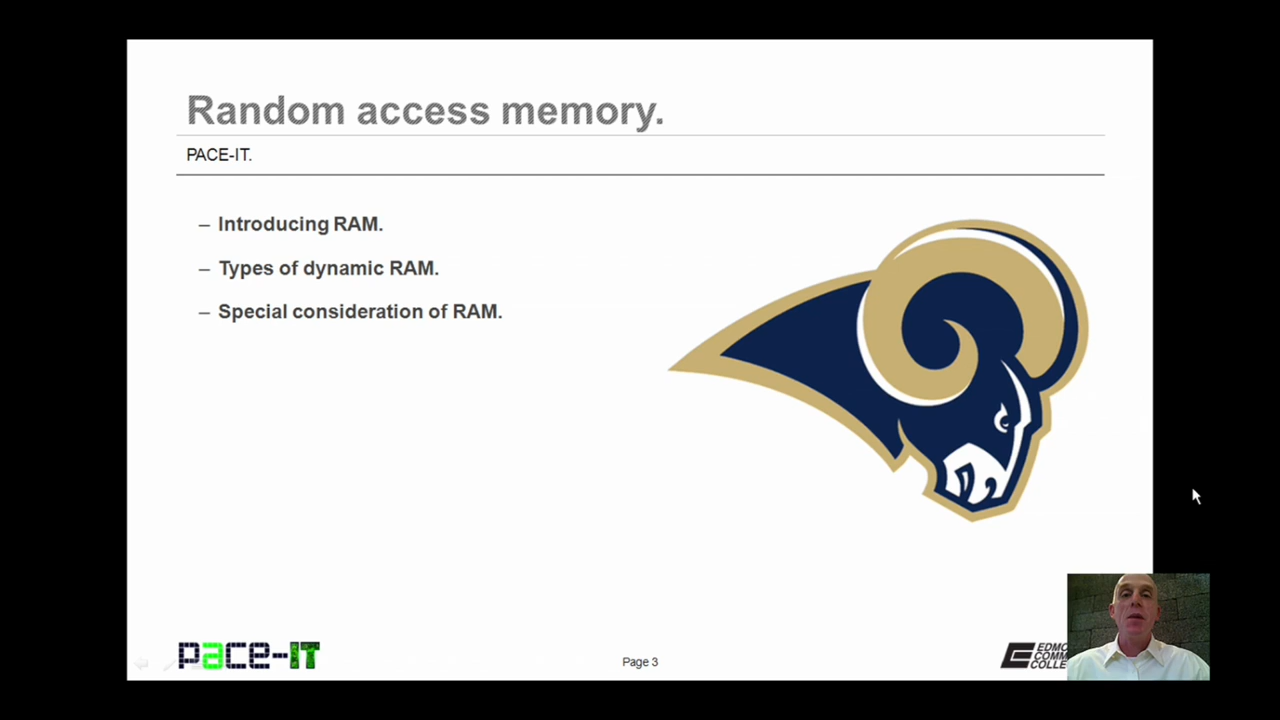 Random access memory.
PACE-IT.
– Introducing RAM.
– Types of dynamic RAM.
– Special consideration of RAM.
pace-IT
Page 3